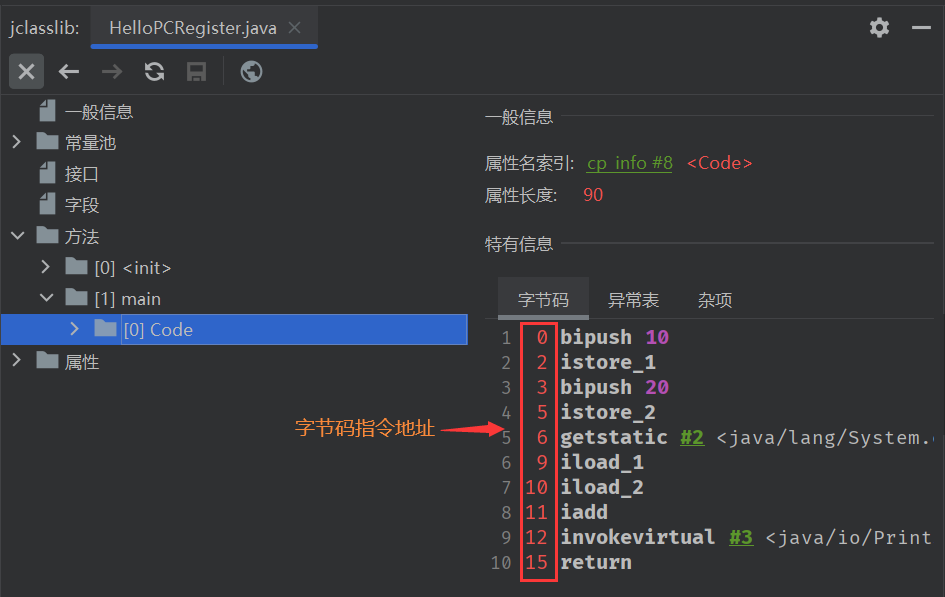 jclasslib:
HelloPCRegister.java
一般信息
常量池
接口
字段
方法
[0] <init>
[1] main
[0] Code
属性
一般信息
属性名索引: cp_info #8 <Code>
属性长度: 90
特有信息
字节码 异常表 杂项
字节码指令地址
1 0 bipush 10
2 2 istore_1
3 3 bipush 20
4 5 istore_2
5 6 getstatic #2 <java/lang/System.
6 9 iload_1
7 10 iload_2
8 11 iadd
9 12 invokevirtual #3 <java/io/Print
10 15 return